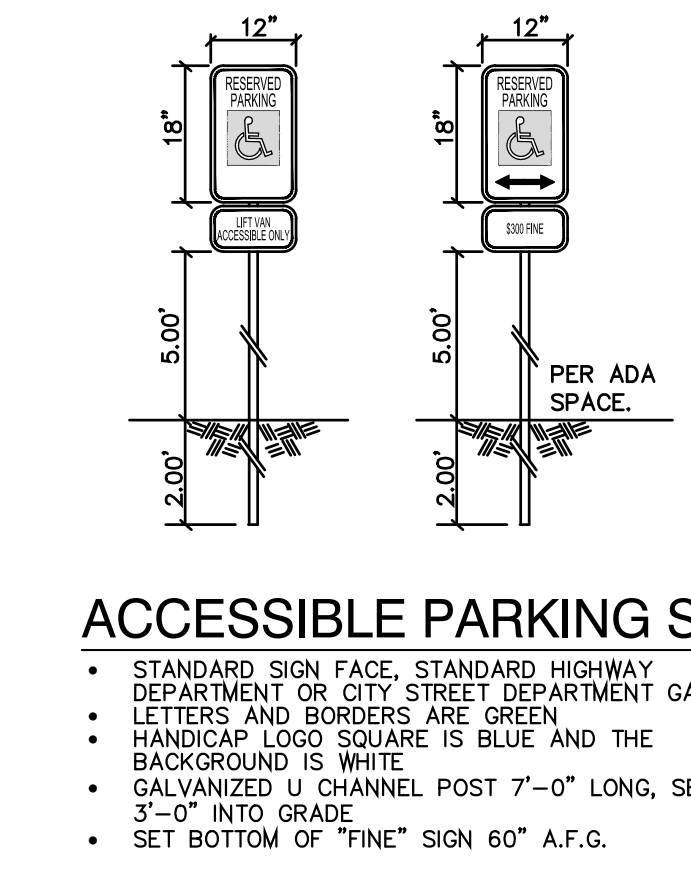 12"
12"
RESERVED
PARKING
RESERVED
PARKING
18"
18"
LIFT VAN
ACCESSIBLE ONLY
$300 FINE
5.00'
5.00'
PER ADA
SPACE.
2.00'
2.00'
ACCESSIBLE PARKING S
• STANDARD SIGN FACE, STANDARD HIGHWAY
DEPARTMENT OR CITY STREET DEPARTMENT GA
• LETTERS AND BORDERS ARE GREEN
• HANDICAP LOGO SQUARE IS BLUE AND THE
BACKGROUND IS WHITE
• GALVANIZED U CHANNEL POST 7'-0" LONG, SE
3'-0" INTO GRADE
• SET BOTTOM OF "FINE" SIGN 60" A.F.G.